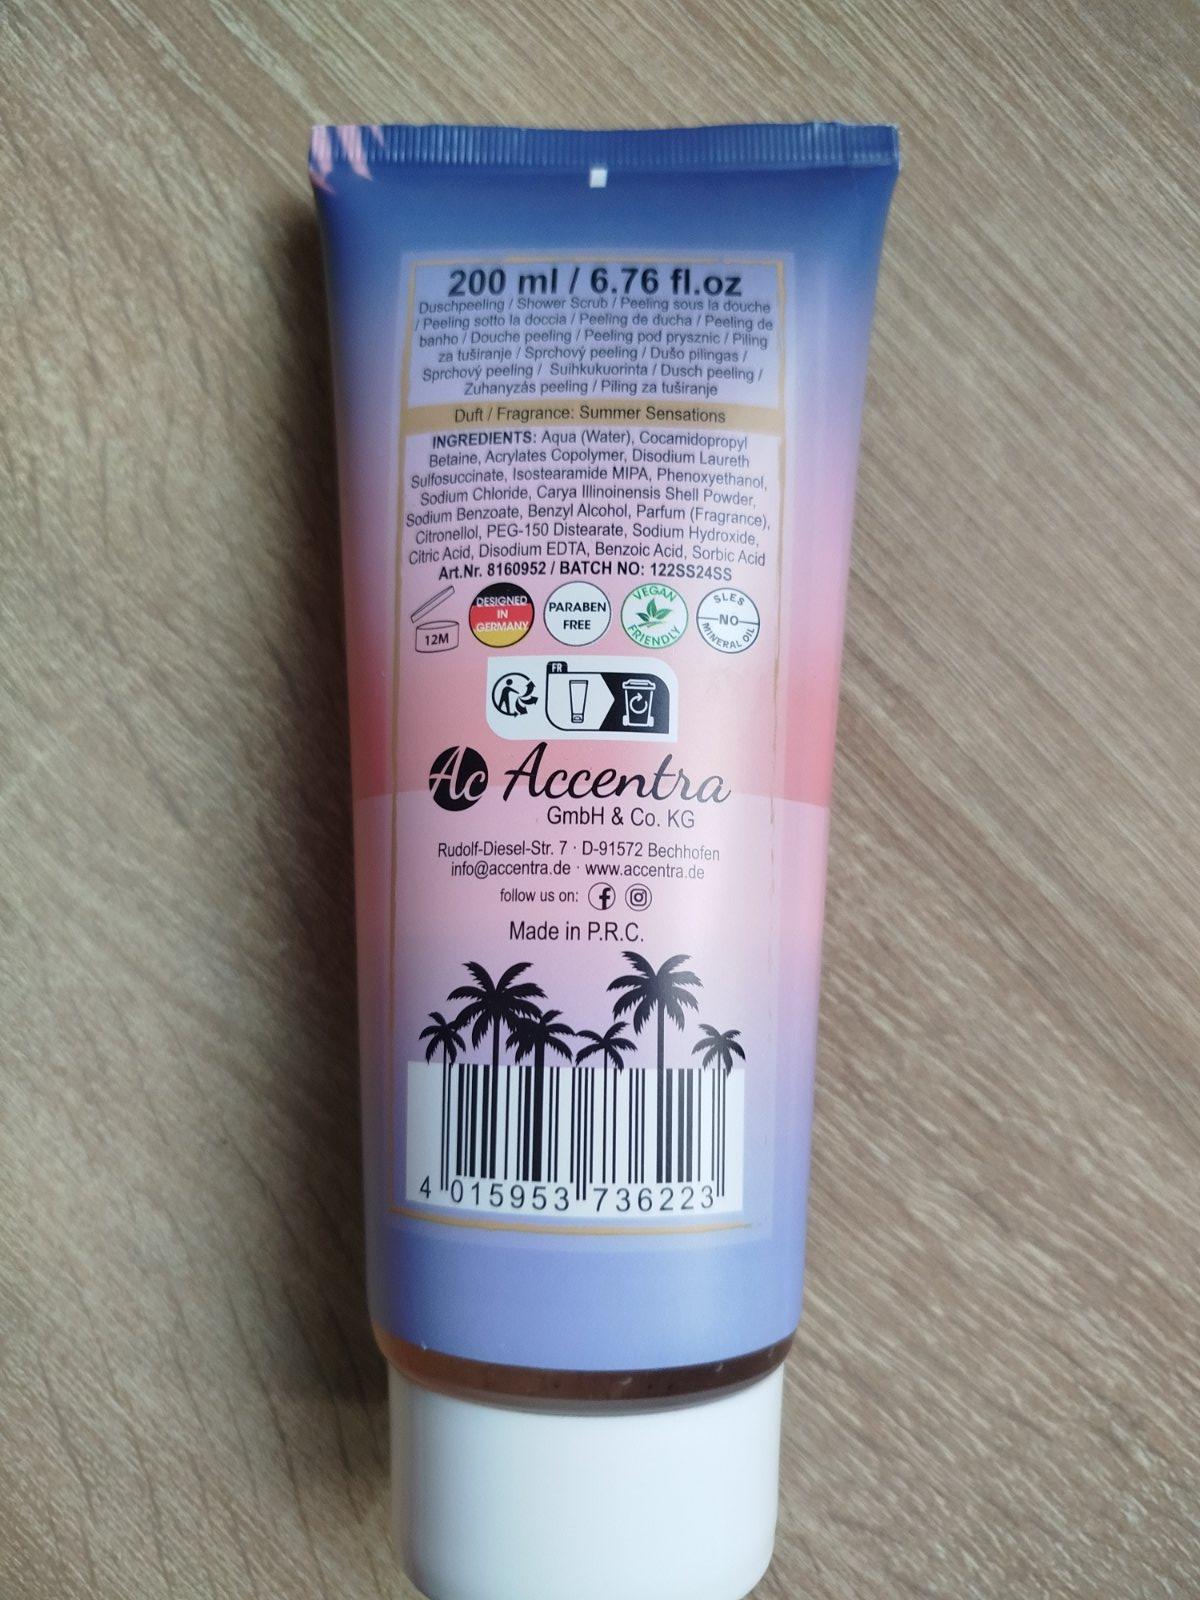 200 ml / 6.76 fl.oz
Duschpeeling / Shower Scrub / Peeling sous la douche
/ Peeling sotto la doccia / Peeling de ducha / Peeling de
banho / Douche peeling / Peeling pod prysznic / Piling
za tuširanje / Sprchový peeling / Dušo pilingas /
Sprchový peeling / Suihkukuorinta / Dusch peeling /
Zuhanyzás peeling / Piling za tuširanje
Duft / Fragrance: Summer Sensations
INGREDIENTS: Aqua (Water), Cocamidopropyl
Betaine, Acrylates Copolymer, Disodium Laureth
Sulfosuccinate, Isostearamide MIPA, Phenoxyethanol,
Sodium Chloride, Carya Illinoinensis Shell Powder,
Sodium Benzoate, Benzyl Alcohol, Parfum (Fragrance),
Citronellol, PEG-150 Distearate, Sodium Hydroxide,
Citric Acid, Disodium EDTA, Benzoic Acid, Sorbic Acid
Art.Nr. 8160952 / BATCH NO: 122SS24SS
12M
DESIGNED
IN
GERMANY
PARABEN
FREE
VEGAN
FRIENDLY
SLES
NO
MINERAL OIL
FR
Ac Accentra
GmbH & Co. KG
Rudolf-Diesel-Str. 7 · D-91572 Bechhofen
info@accentra.de · www.accentra.de
follow us on:
Made in P.R.C.
4 015953 736223